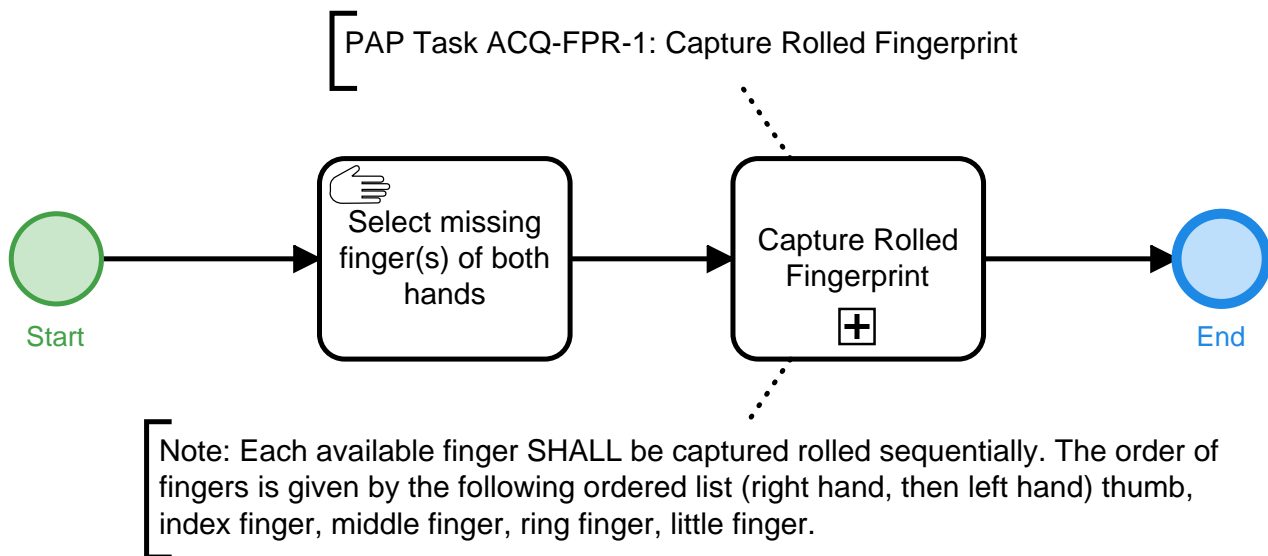 PAP Task ACQ-FPR-1: Capture Rolled Fingerprint
Select missing
finger(s) of both
hands
Capture Rolled
Fingerprint
Start
End
Note: Each available finger SHALL be captured rolled sequentially. The order of
fingers is given by the following ordered list (right hand, then left hand) thumb,
index finger, middle finger, ring finger, little finger.